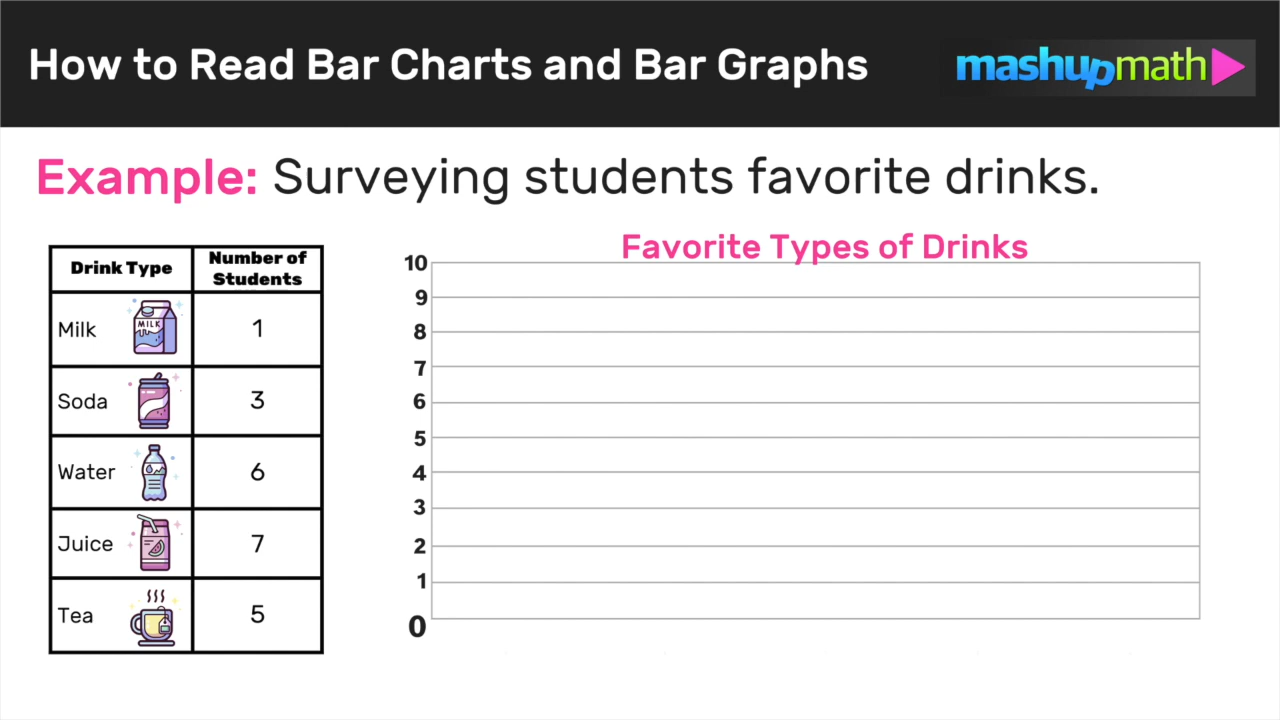 How to Read Bar Charts and Bar Graphs
mashupmath
Example: Surveying students favorite drinks.
Drink Type
Number of
Students
Milk
MILK
1
Soda
3
Water
6
Juice
7
Tea
5
Favorite Types of Drinks
10
9
8
7
6
5
4
3
2
1
0